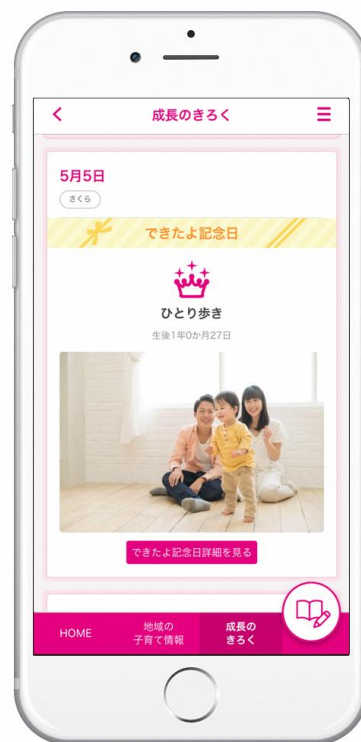 成長のきろく
5月5日
さくら
できたよ記念日
ひとり歩き
生後1年0か月27日
できたよ記念日詳細を見る
HOME
地域の
子育て情報
成長の
きろく